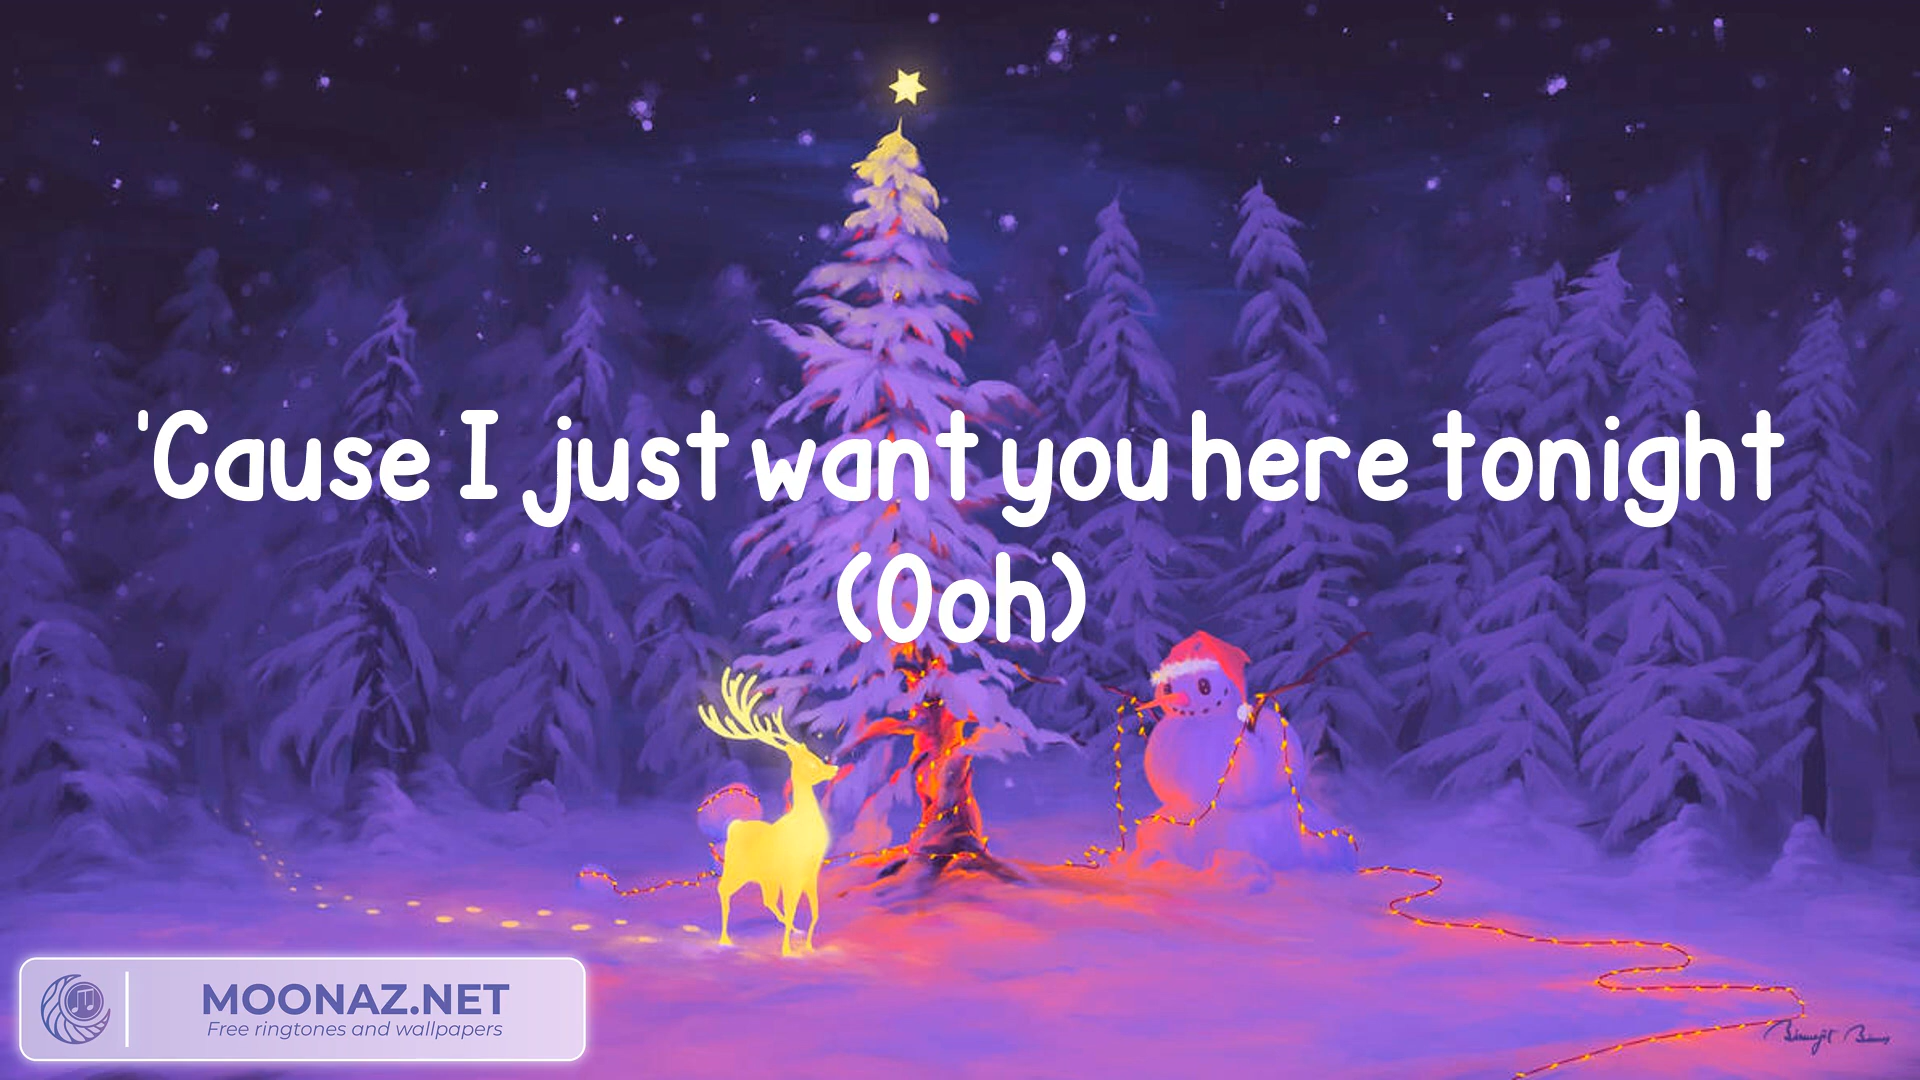 'Cause I just want you here tonight
(Ooh)
MOONAZ.NET
Free ringtones and wallpapers